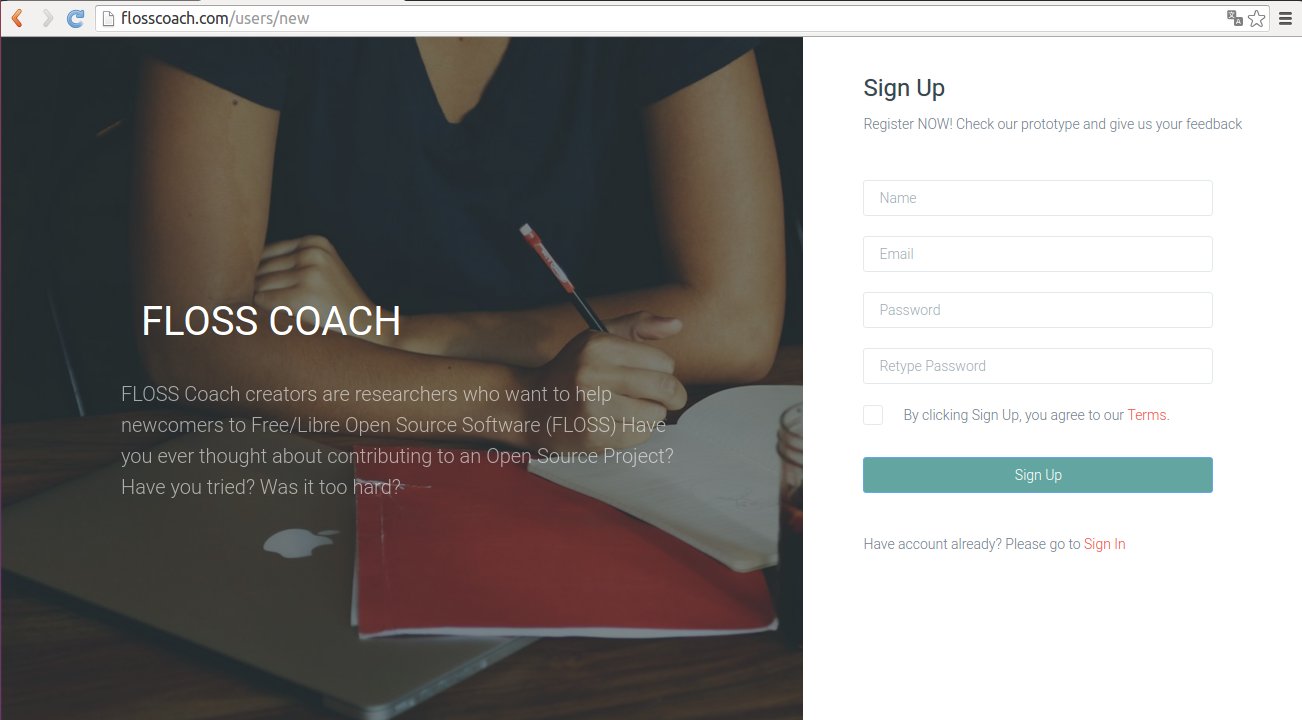 flosscoach.com/users/new
FLOSS COACH
FLOSS Coach creators are researchers who want to help
newcomers to Free/Libre Open Source Software (FLOSS) Have
you ever thought about contributing to an Open Source Project?
Have you tried? Was it too hard?
Sign Up
Register NOW! Check our prototype and give us your feedback
Name
Email
Password
Retype Password
By clicking Sign Up, you agree to our Terms.
Sign Up
Have account already? Please go to Sign In